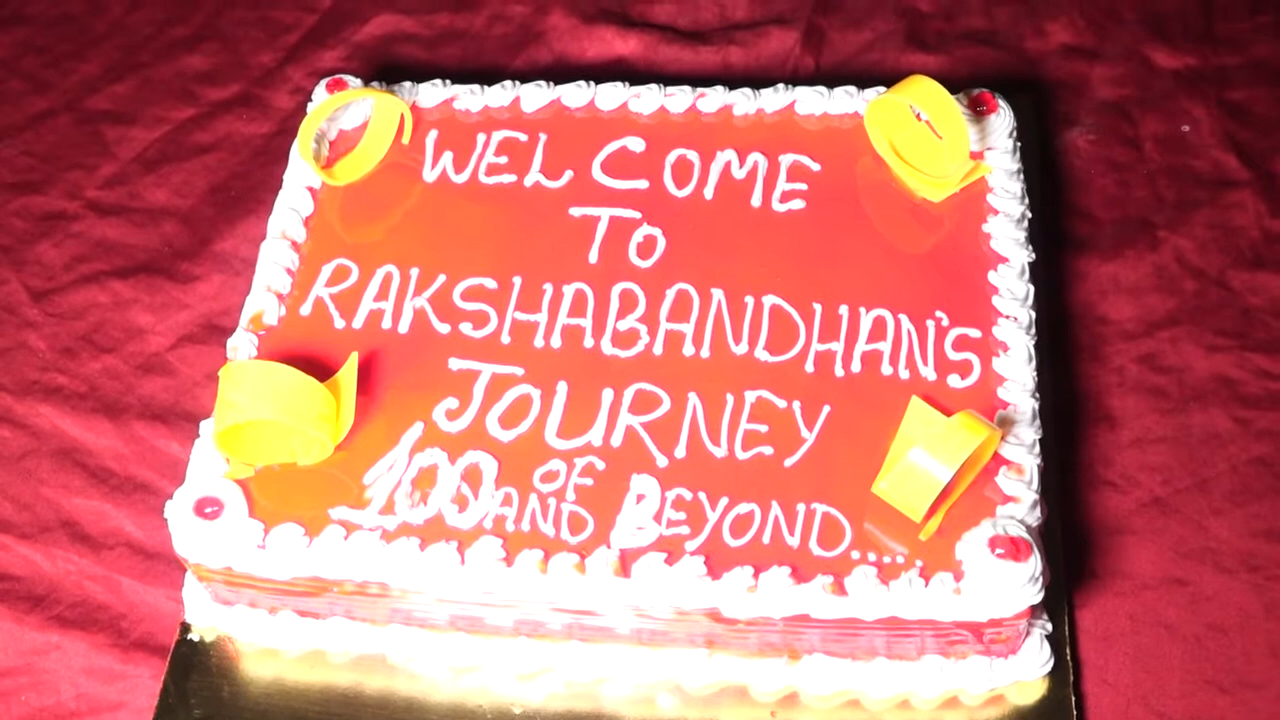 WELCOME
TO
RAKSHABANDHAN'S
JOURNEY
OF
100 AND BEYOND.....